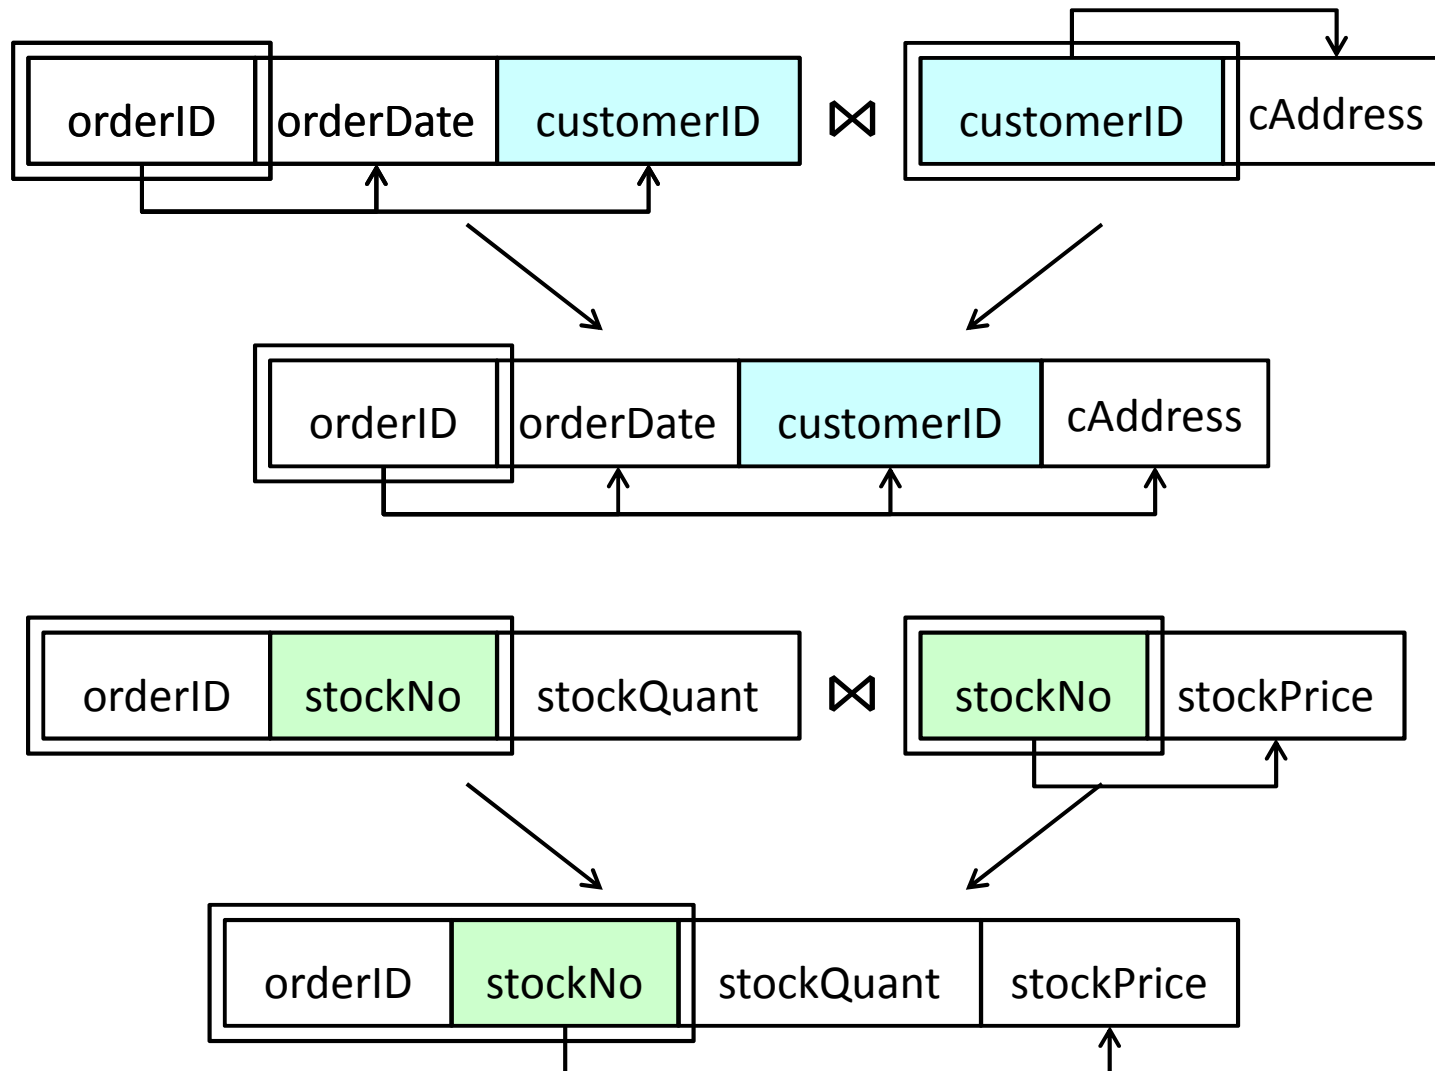 orderID orderDate customerID ⋈ customerID cAddress
orderID orderDate customerID cAddress
orderID stockNo stockQuant ⋈ stockNo stockPrice
orderID stockNo stockQuant stockPrice